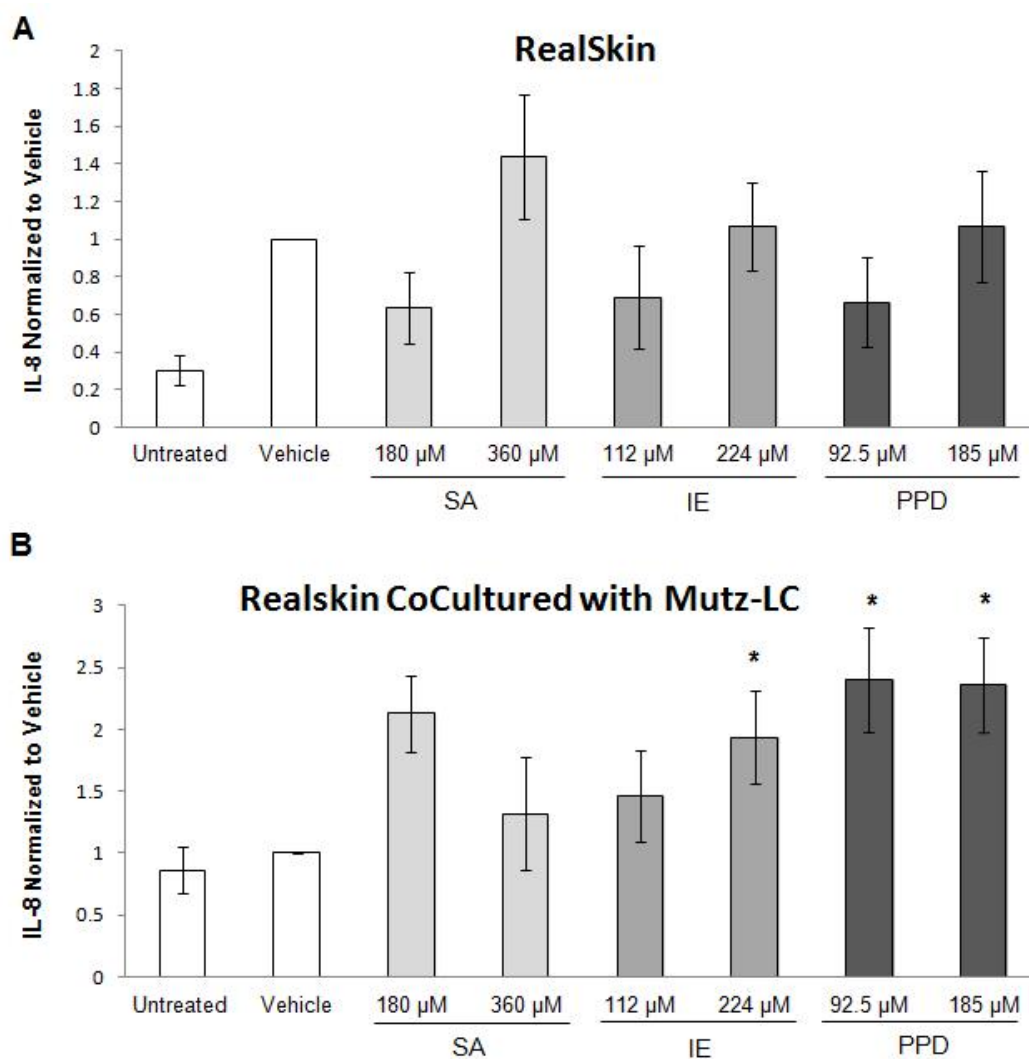 A
RealSkin
IL-8 Normalized to Vehicle
2
1.8
1.6
1.4
1.2
1
0.8
0.6
0.4
0.2
0
Untreated Vehicle 180 µM 360 µM 112 µM 224 µM 92.5 µM 185 µM
SA IE PPD
B
Realskin CoCultured with Mutz-LC
IL-8 Normalized to Vehicle
3
2.5
2
1.5
1
0.5
0
* * *
Untreated Vehicle 180 µM 360 µM 112 µM 224 µM 92.5 µM 185 µM
SA IE PPD